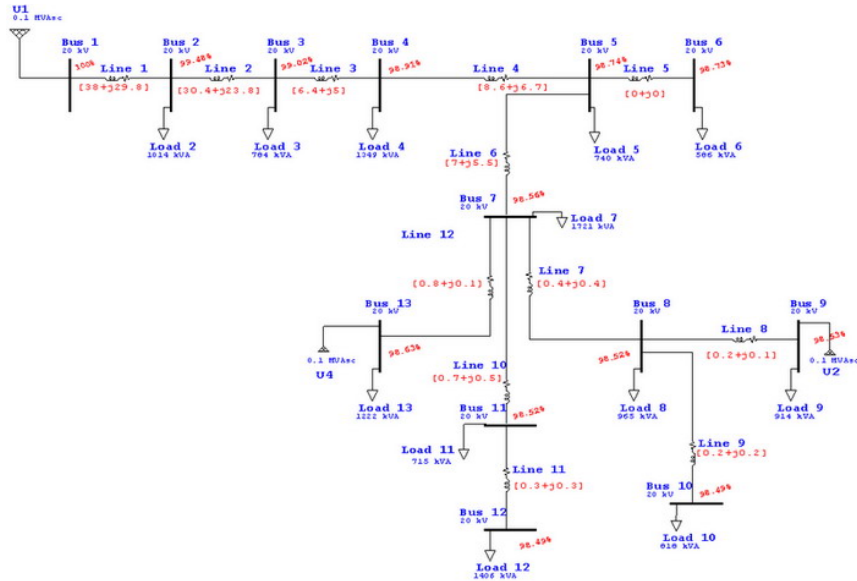 U1
0.1 MVAsc
Bus 1
20 kV
100%
Line 1
[38+j29.8]
Bus 2
20 kV
99.48%
Line 2
[30.4+j23.8]
Load 2
1014 kVA
Bus 3
20 kV
99.02%
Line 3
[6.4+j5]
Load 3
784 kVA
Bus 4
20 kV
98.91%
Load 4
1349 kVA
Line 4
[8.6+j6.7]
Bus 5
20 kV
98.74%
Line 5
[0+j0]
Load 5
740 kVA
Bus 6
20 kV
98.73%
Load 6
586 kVA
Line 6
[7+j5.5]
Bus 7
20 kV
98.56%
Load 7
1721 kVA
Line 12
[0.8+j0.1]
Line 7
[0.4+j0.4]
Bus 13
20 kV
98.63%
0.1 MVAsc
U4
Load 13
1222 kVA
Bus 8
20 kV
98.52%
Line 8
[0.2+j0.1]
Load 8
965 kVA
Bus 9
20 kV
98.53%
0.1 MVAsc
U2
Load 9
914 kVA
Line 10
[0.7+j0.5]
Bus 11
20 kV
98.52%
Load 11
715 kVA
Line 9
[0.2+j0.2]
Bus 10
20 kV
98.49%
Load 10
818 kVA
Line 11
[0.3+j0.3]
Bus 12
20 kV
98.49%
Load 12
1406 kVA